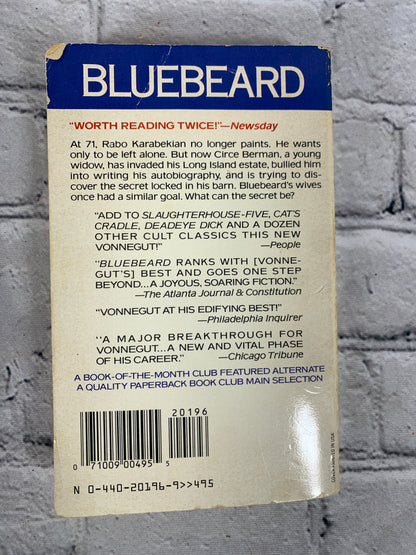 BLUEBEARD
"WORTH READING TWICE!"—Newsday
At 71, Rabo Karabekian no longer paints. He wants
only to be left alone. But now Circe Berman, a young
widow, has invaded his Long Island estate, bullied him
into writing his autobiography, and is trying to dis-
cover the secret locked in his barn. Bluebeard's wives
once had a similar goal. What can the secret be?
"ADD TO SLAUGHTERHOUSE-FIVE, CAT'S
CRADLE, DEADEYE DICK AND A DOZEN
OTHER CULT CLASSICS THIS NEW
VONNEGUT!" —People
"BLUEBEARD RANKS WITH [VONNE-
GUT'S] BEST AND GOES ONE STEP
BEYOND...A JOYOUS, SOARING FICTION."
—The Atlanta Journal & Constitution
"VONNEGUT AT HIS EDIFYING BEST!"
—Philadelphia Inquirer
"A MAJOR BREAKTHROUGH FOR
VONNEGUT...A NEW AND VITAL PHASE
OF HIS CAREER." —Chicago Tribune
A BOOK-OF-THE-MONTH CLUB FEATURED ALTERNATE
A QUALITY PAPERBACK BOOK CLUB MAIN SELECTION
20196
0 71009 00495 5
N 0-440-20196-9>>495
IN USA